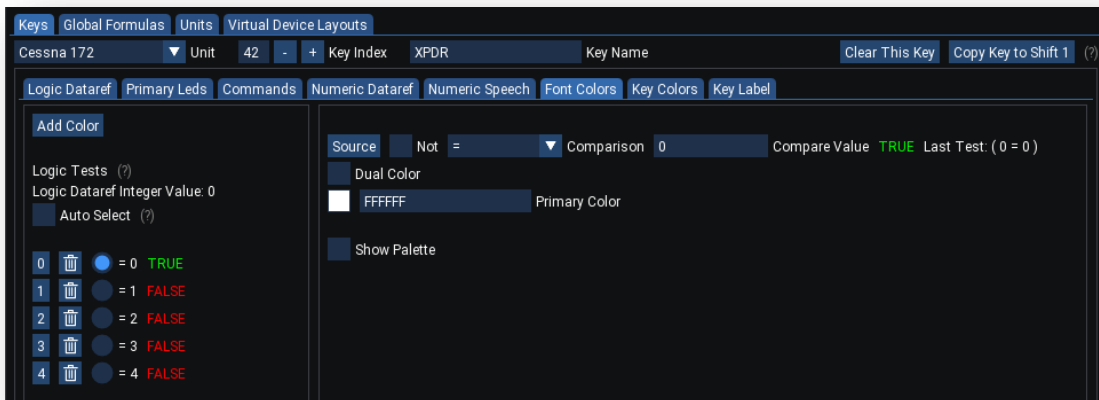 Keys Global Formulas Units Virtual Device Layouts
Cessna 172 Unit 42 - + Key Index XPDR Key Name Clear This Key Copy Key to Shift 1 (?)
Logic Dataref Primary Leds Commands Numeric Dataref Numeric Speech Font Colors Key Colors Key Label
Add Color
Logic Tests (?)
Logic Dataref Integer Value: 0
Auto Select (?)
0 = 0 TRUE
1 = 1 FALSE
2 = 2 FALSE
3 = 3 FALSE
4 = 4 FALSE
Source Not = Comparison 0 Compare Value TRUE Last Test: ( 0 = 0 )
Dual Color
FFFFFF Primary Color
Show Palette